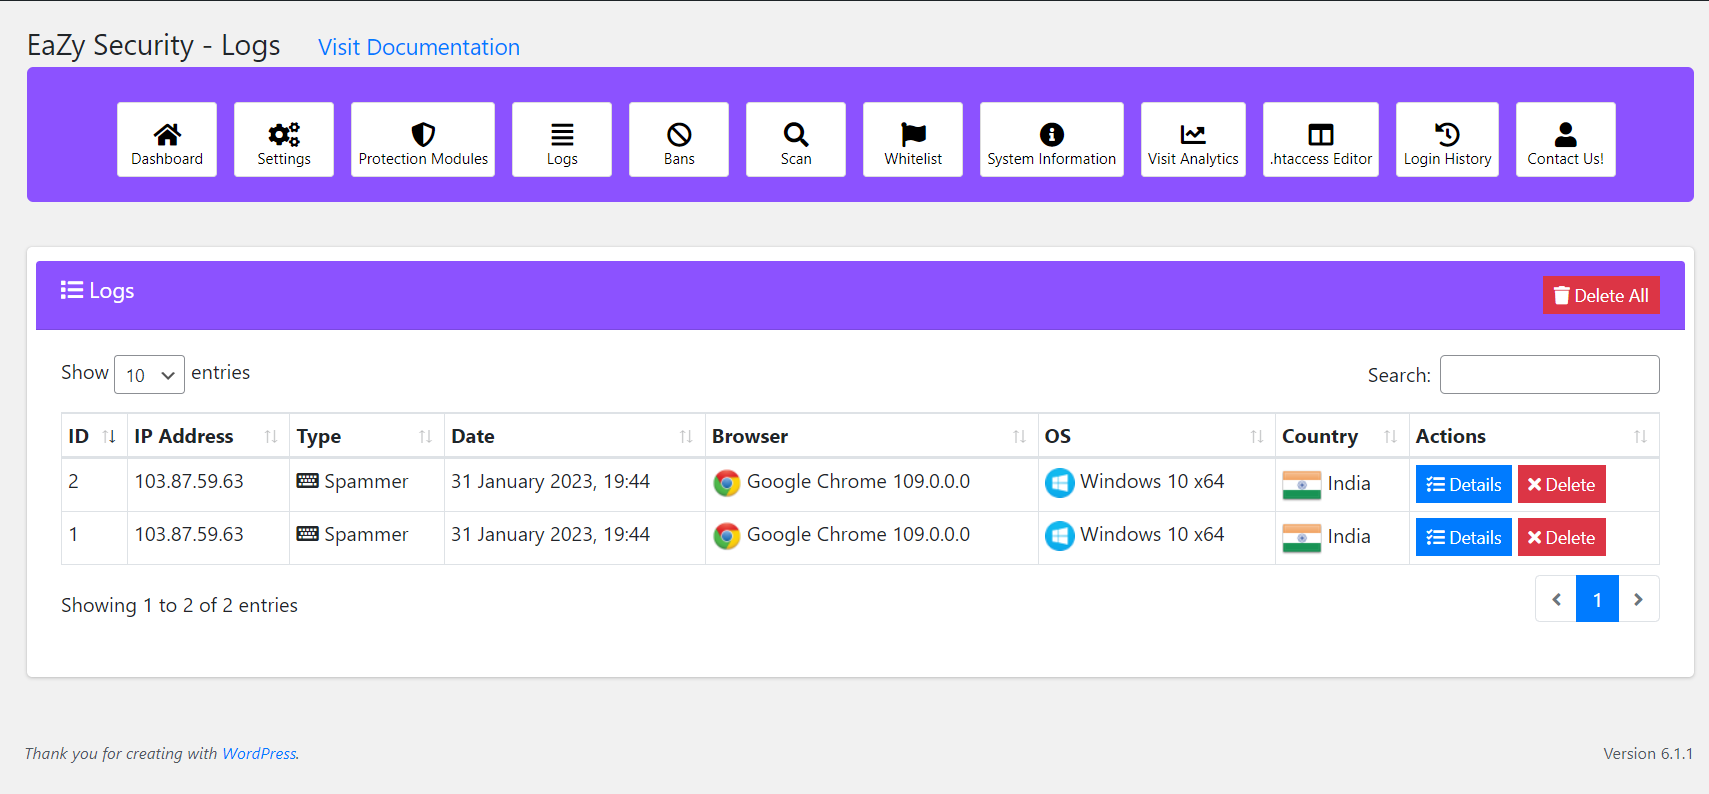 EaZy Security - Logs Visit Documentation
Dashboard Settings Protection Modules Logs Bans Scan Whitelist System Information Visit Analytics .htaccess Editor Login History Contact Us!
Logs Delete All
Show 10 entries Search:
ID IP Address Type Date Browser OS Country Actions
2 103.87.59.63 Spammer 31 January 2023, 19:44 Google Chrome 109.0.0.0 Windows 10 x64 India Details Delete
1 103.87.59.63 Spammer 31 January 2023, 19:44 Google Chrome 109.0.0.0 Windows 10 x64 India Details Delete
Showing 1 to 2 of 2 entries 1
Thank you for creating with WordPress. Version 6.1.1